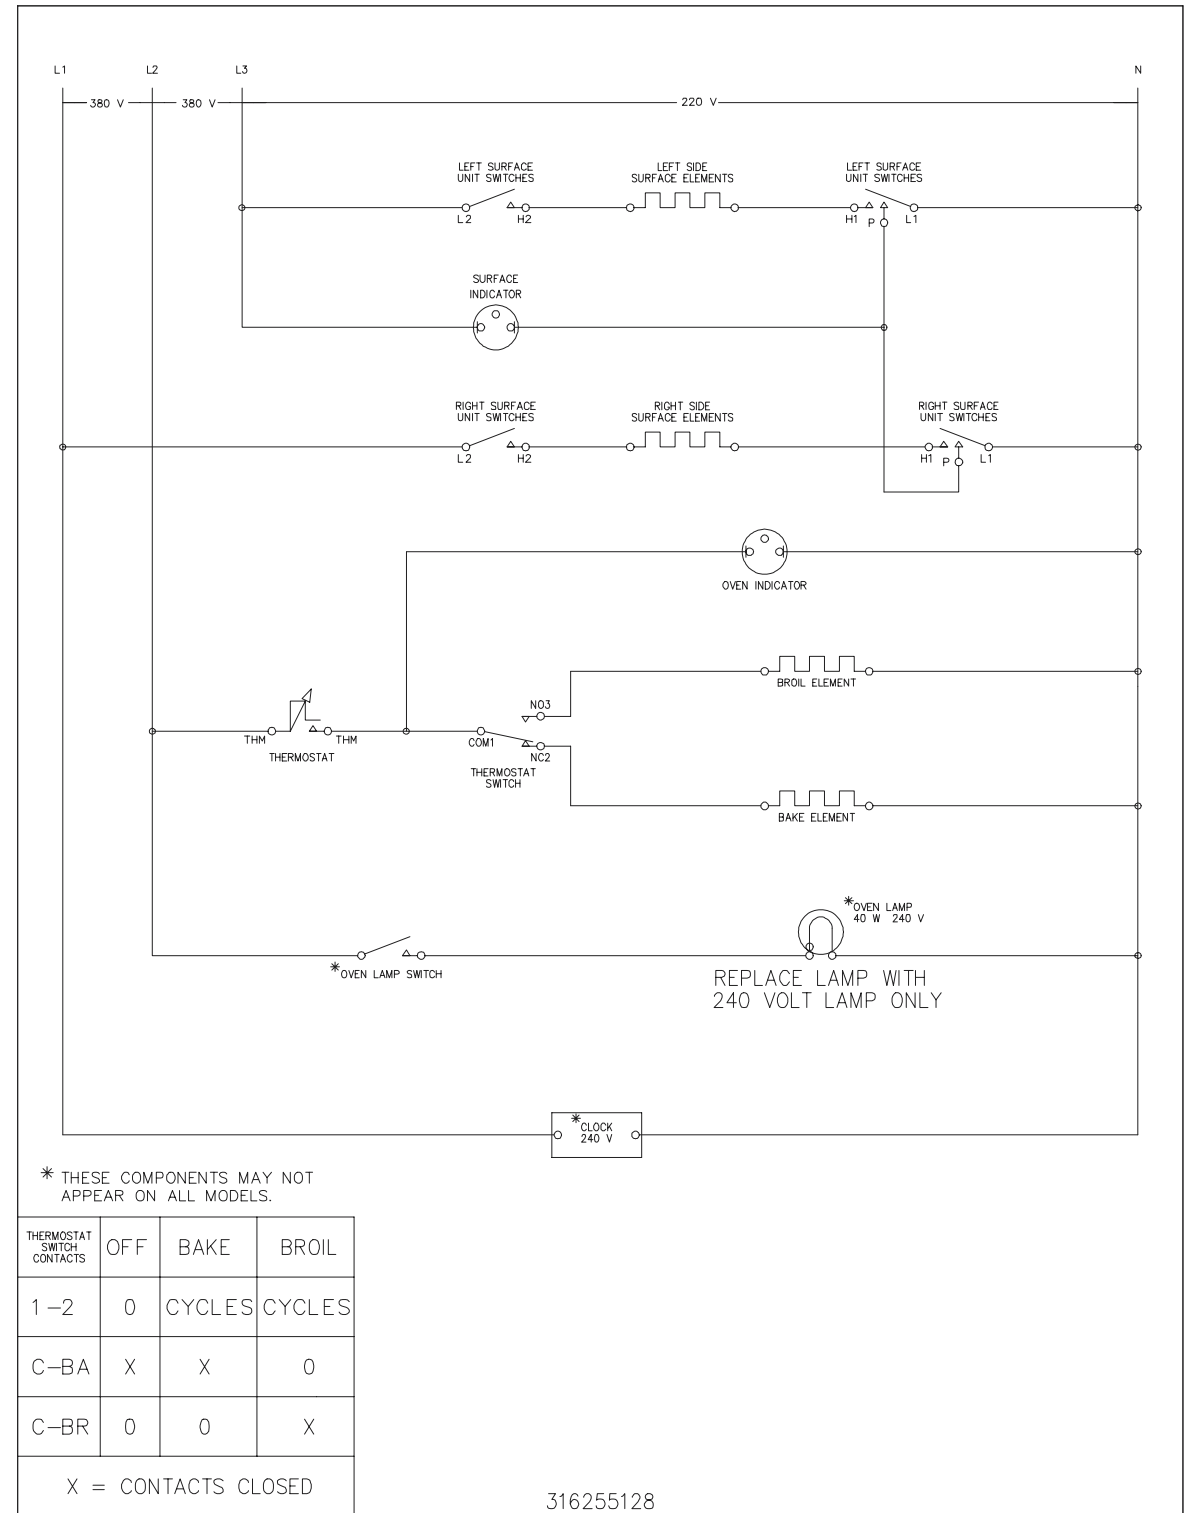 L1 L2 L3 N
380 V 380 V 220 V
LEFT SURFACE
UNIT SWITCHES
LEFT SIDE
SURFACE ELEMENTS
LEFT SURFACE
UNIT SWITCHES
L2 H2 H1 P L1
SURFACE
INDICATOR
RIGHT SURFACE
UNIT SWITCHES
RIGHT SIDE
SURFACE ELEMENTS
RIGHT SURFACE
UNIT SWITCHES
L2 H2 H1 P L1
OVEN INDICATOR
BROIL ELEMENT
NO3
THM THM COM1
NC2
THERMOSTAT
THERMOSTAT
SWITCH
BAKE ELEMENT
*OVEN LAMP
40 W 240 V
*OVEN LAMP SWITCH
REPLACE LAMP WITH
240 VOLT LAMP ONLY
*CLOCK
240 V
* THESE COMPONENTS MAY NOT
APPEAR ON ALL MODELS.
THERMOSTAT
SWITCH
CONTACTS
OFF BAKE BROIL
1-2 0 CYCLES CYCLES
C-BA X X 0
C-BR 0 0 X
X = CONTACTS CLOSED
316255128